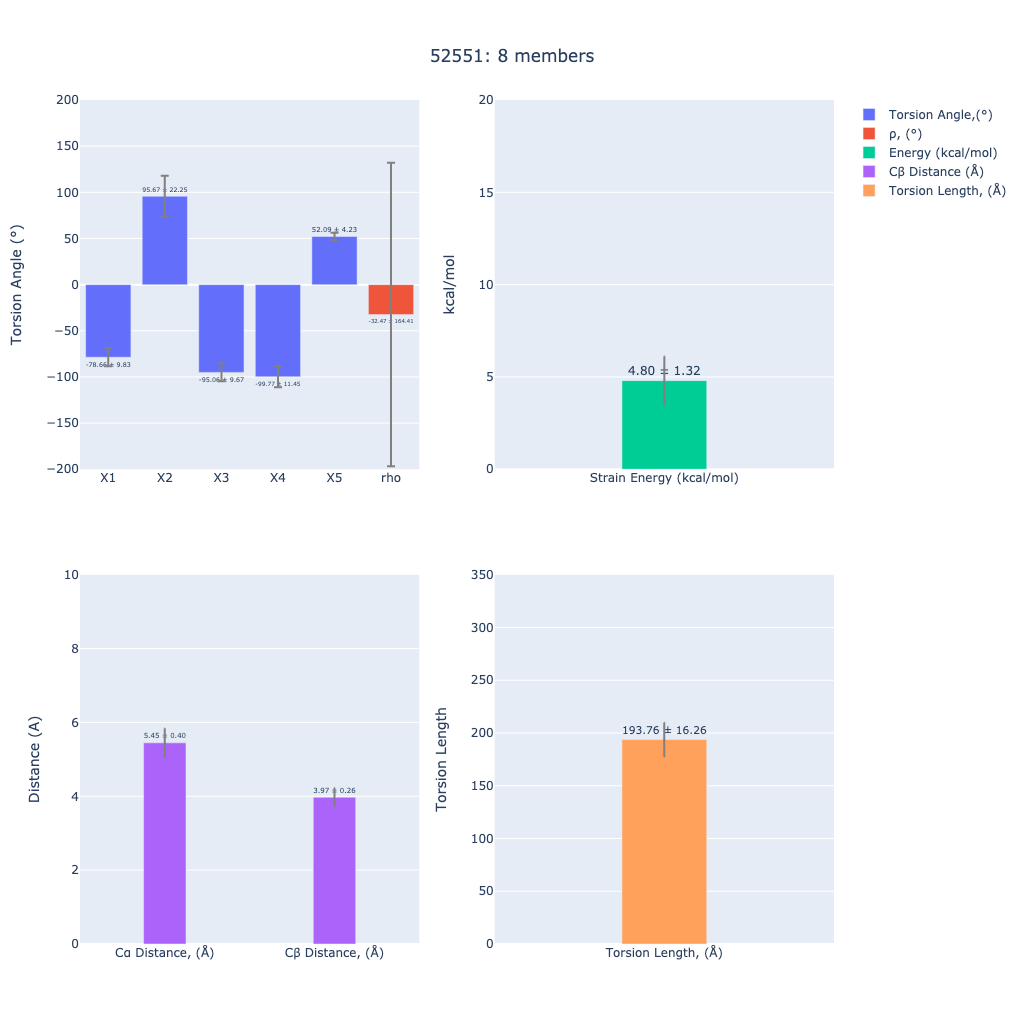 52551: 8 members
Torsion Angle (°)
200
150
100
50
0
−50
−100
−150
−200
-78.66 ± 9.83
95.67 ± 22.25
-95.06 ± 9.67
-99.77 ± 11.45
52.09 ± 4.23
-32.47 ± 164.41
X1 X2 X3 X4 X5 rho
kcal/mol
20
15
10
5
0
4.80 ± 1.32
Strain Energy (kcal/mol)
Torsion Angle,(°)
ρ, (°)
Energy (kcal/mol)
Cβ Distance (Å)
Torsion Length, (Å)
Distance (A)
10
8
6
4
2
0
5.45 ± 0.40
3.97 ± 0.26
Cα Distance, (Å) Cβ Distance, (Å)
Torsion Length
350
300
250
200
150
100
50
0
193.76 ± 16.26
Torsion Length, (Å)